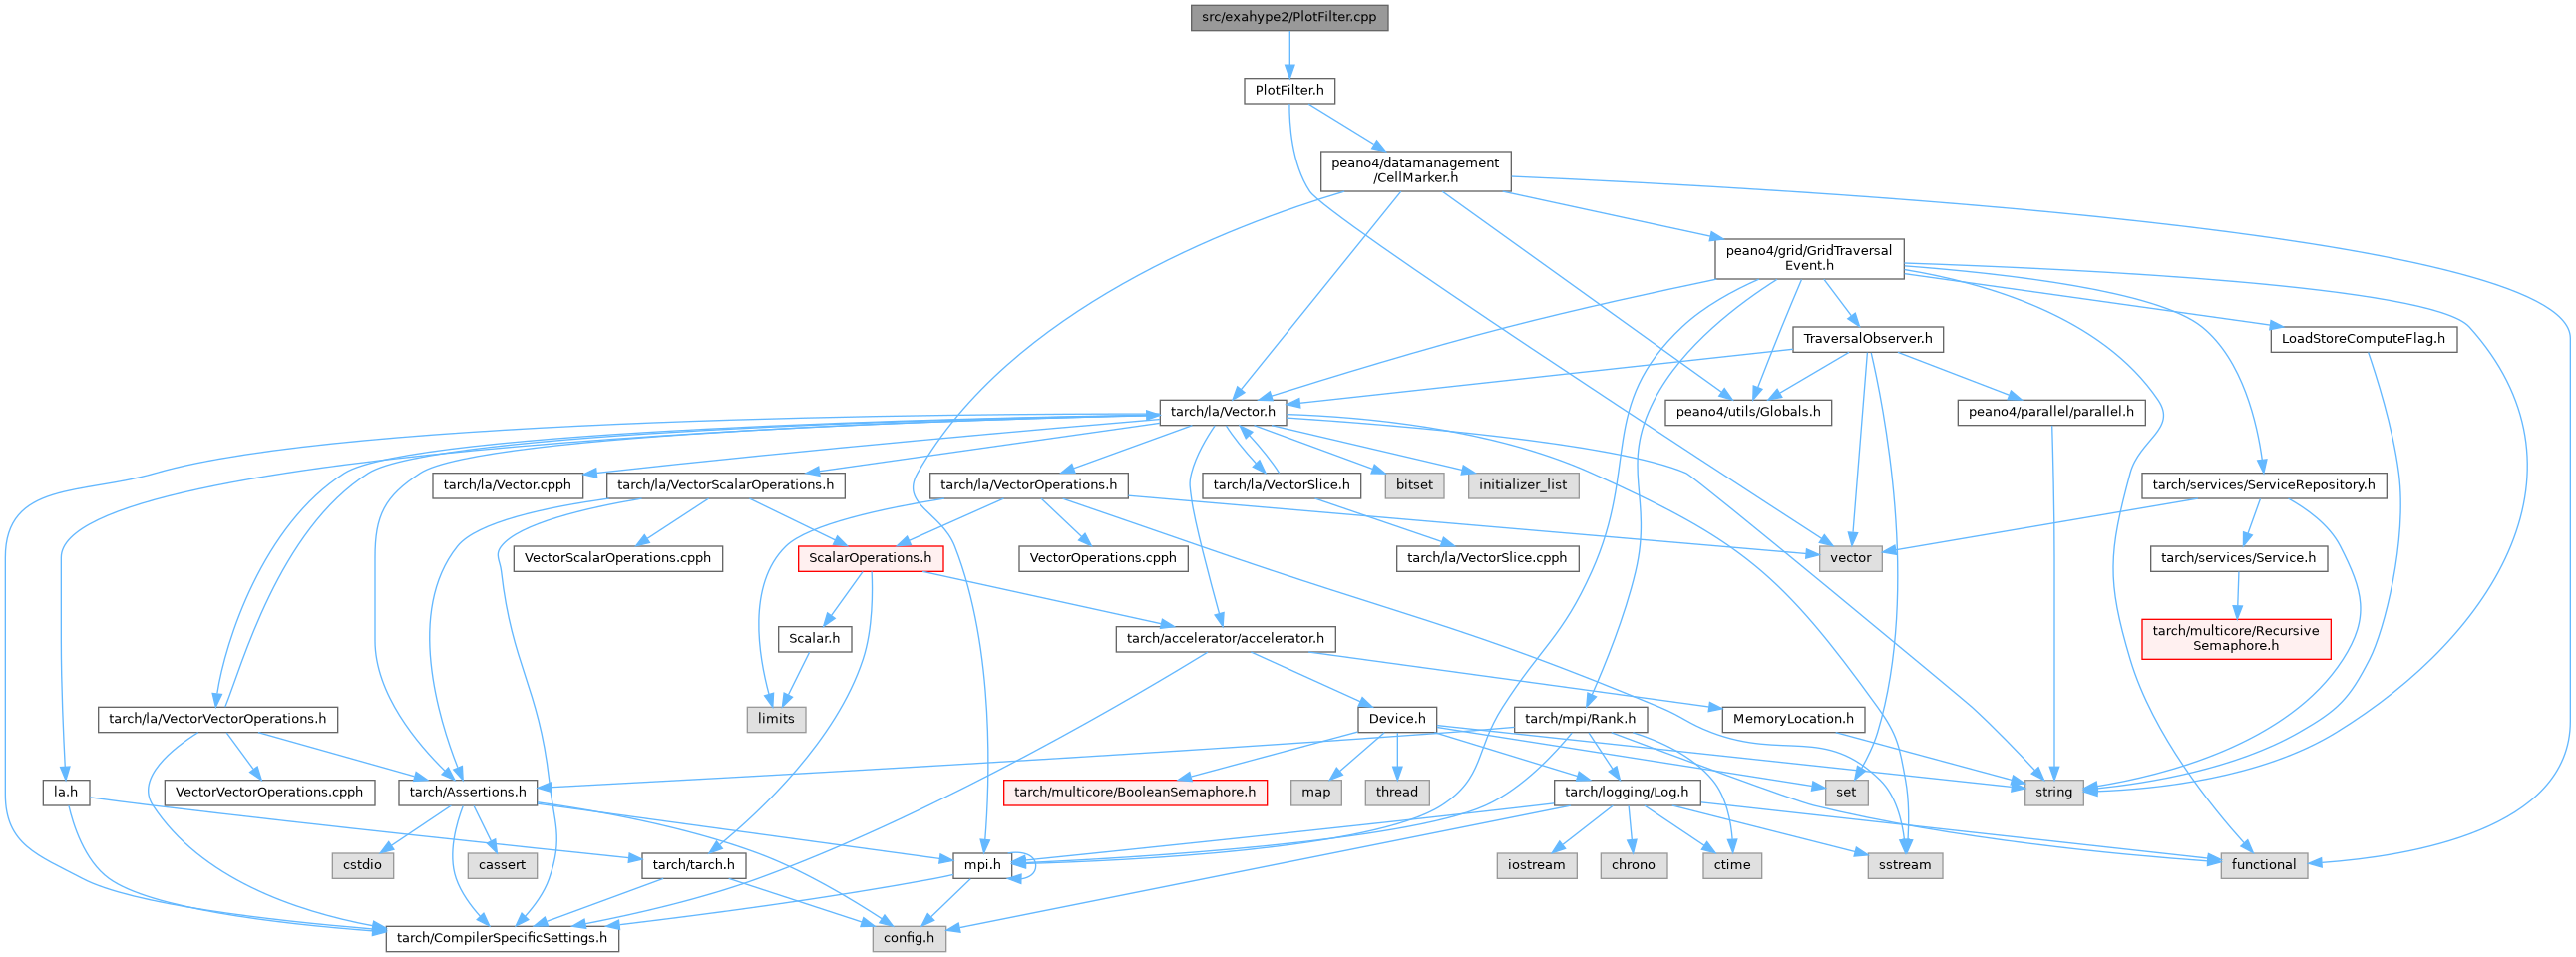 src/exahype2/PlotFilter.cpp
PlotFilter.h
peano4/datamanagement
/CellMarker.h
peano4/grid/GridTraversal
Event.h
TraversalObserver.h
LoadStoreComputeFlag.h
tarch/la/Vector.h
peano4/utils/Globals.h
peano4/parallel/parallel.h
tarch/la/Vector.cpph
tarch/la/VectorScalarOperations.h
tarch/la/VectorOperations.h
tarch/la/VectorSlice.h
bitset
initializer_list
tarch/services/ServiceRepository.h
VectorScalarOperations.cpph
ScalarOperations.h
VectorOperations.cpph
tarch/la/VectorSlice.cpph
vector
tarch/services/Service.h
Scalar.h
tarch/accelerator/accelerator.h
tarch/multicore/Recursive
Semaphore.h
tarch/la/VectorVectorOperations.h
limits
Device.h
tarch/mpi/Rank.h
MemoryLocation.h
la.h
VectorVectorOperations.cpph
tarch/Assertions.h
tarch/multicore/BooleanSemaphore.h
map
thread
tarch/logging/Log.h
set
string
cstdio
cassert
tarch/tarch.h
mpi.h
iostream
chrono
ctime
sstream
functional
tarch/CompilerSpecificSettings.h
config.h